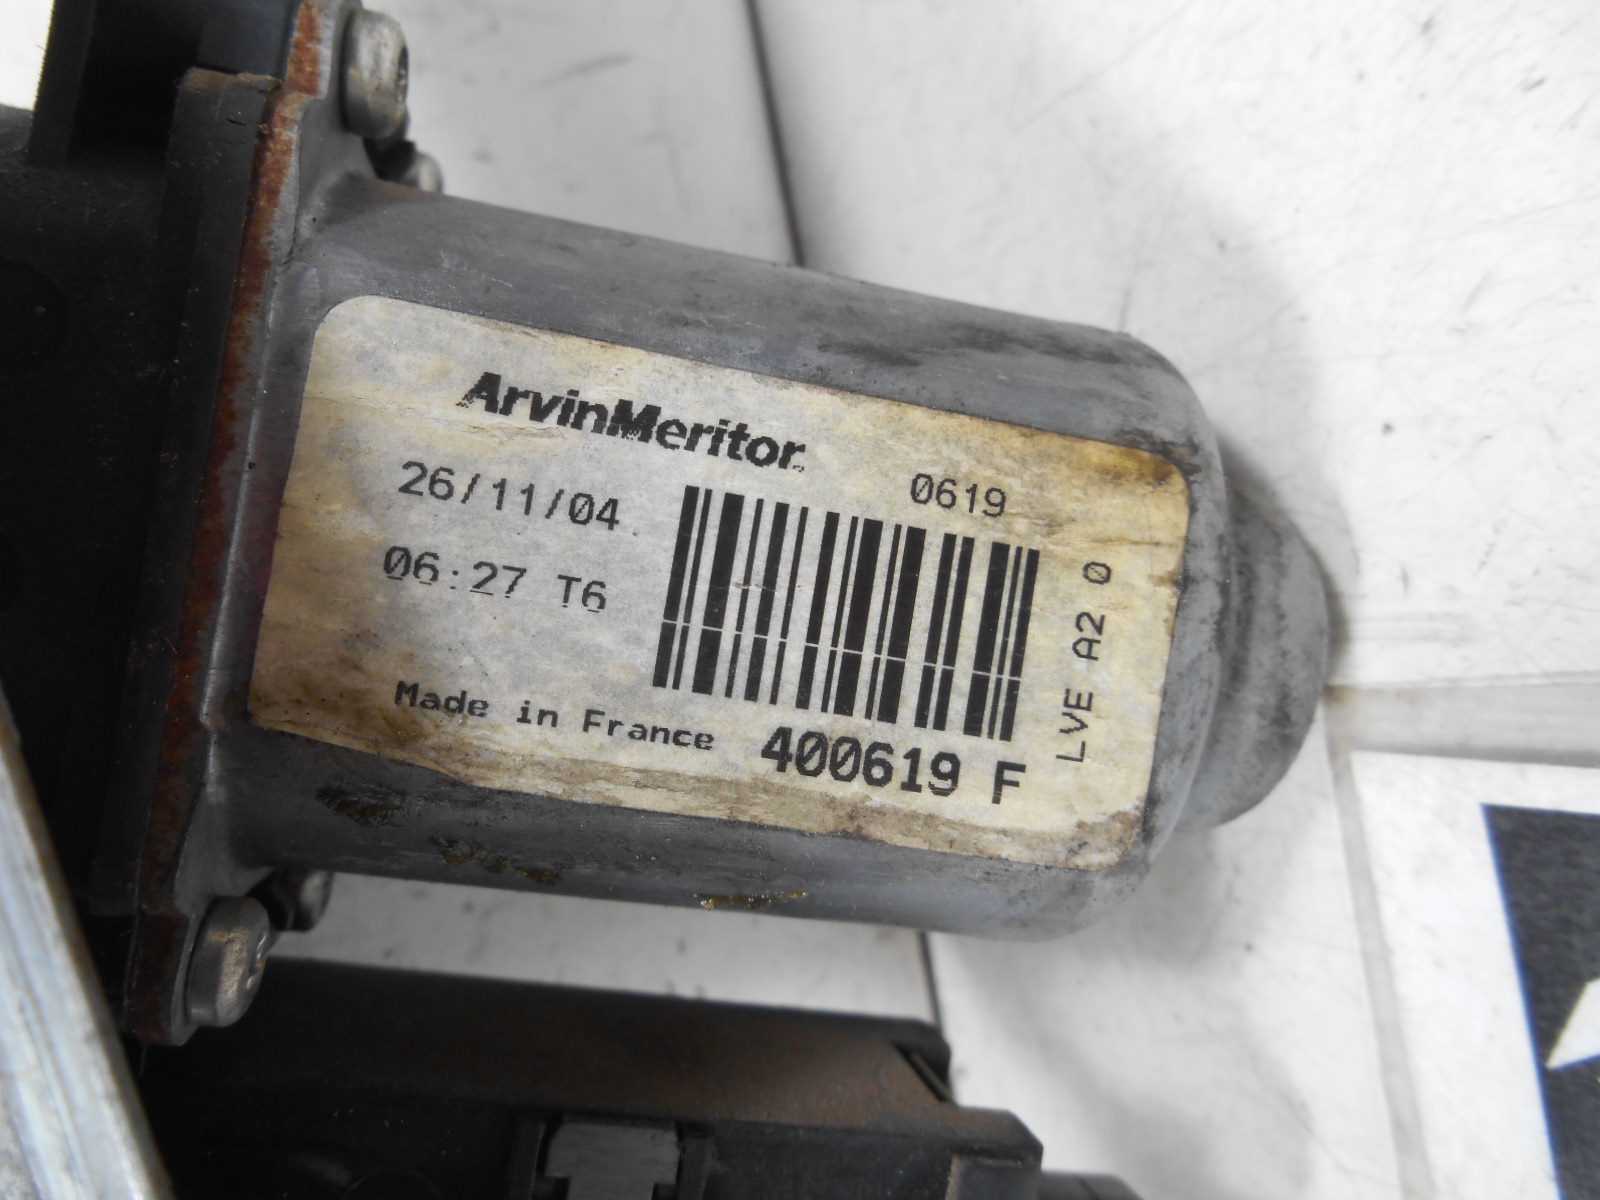 ArvinMeritor
26/11/04
0619
06:27 T6
Made in France
400619 F
LVE A2 0